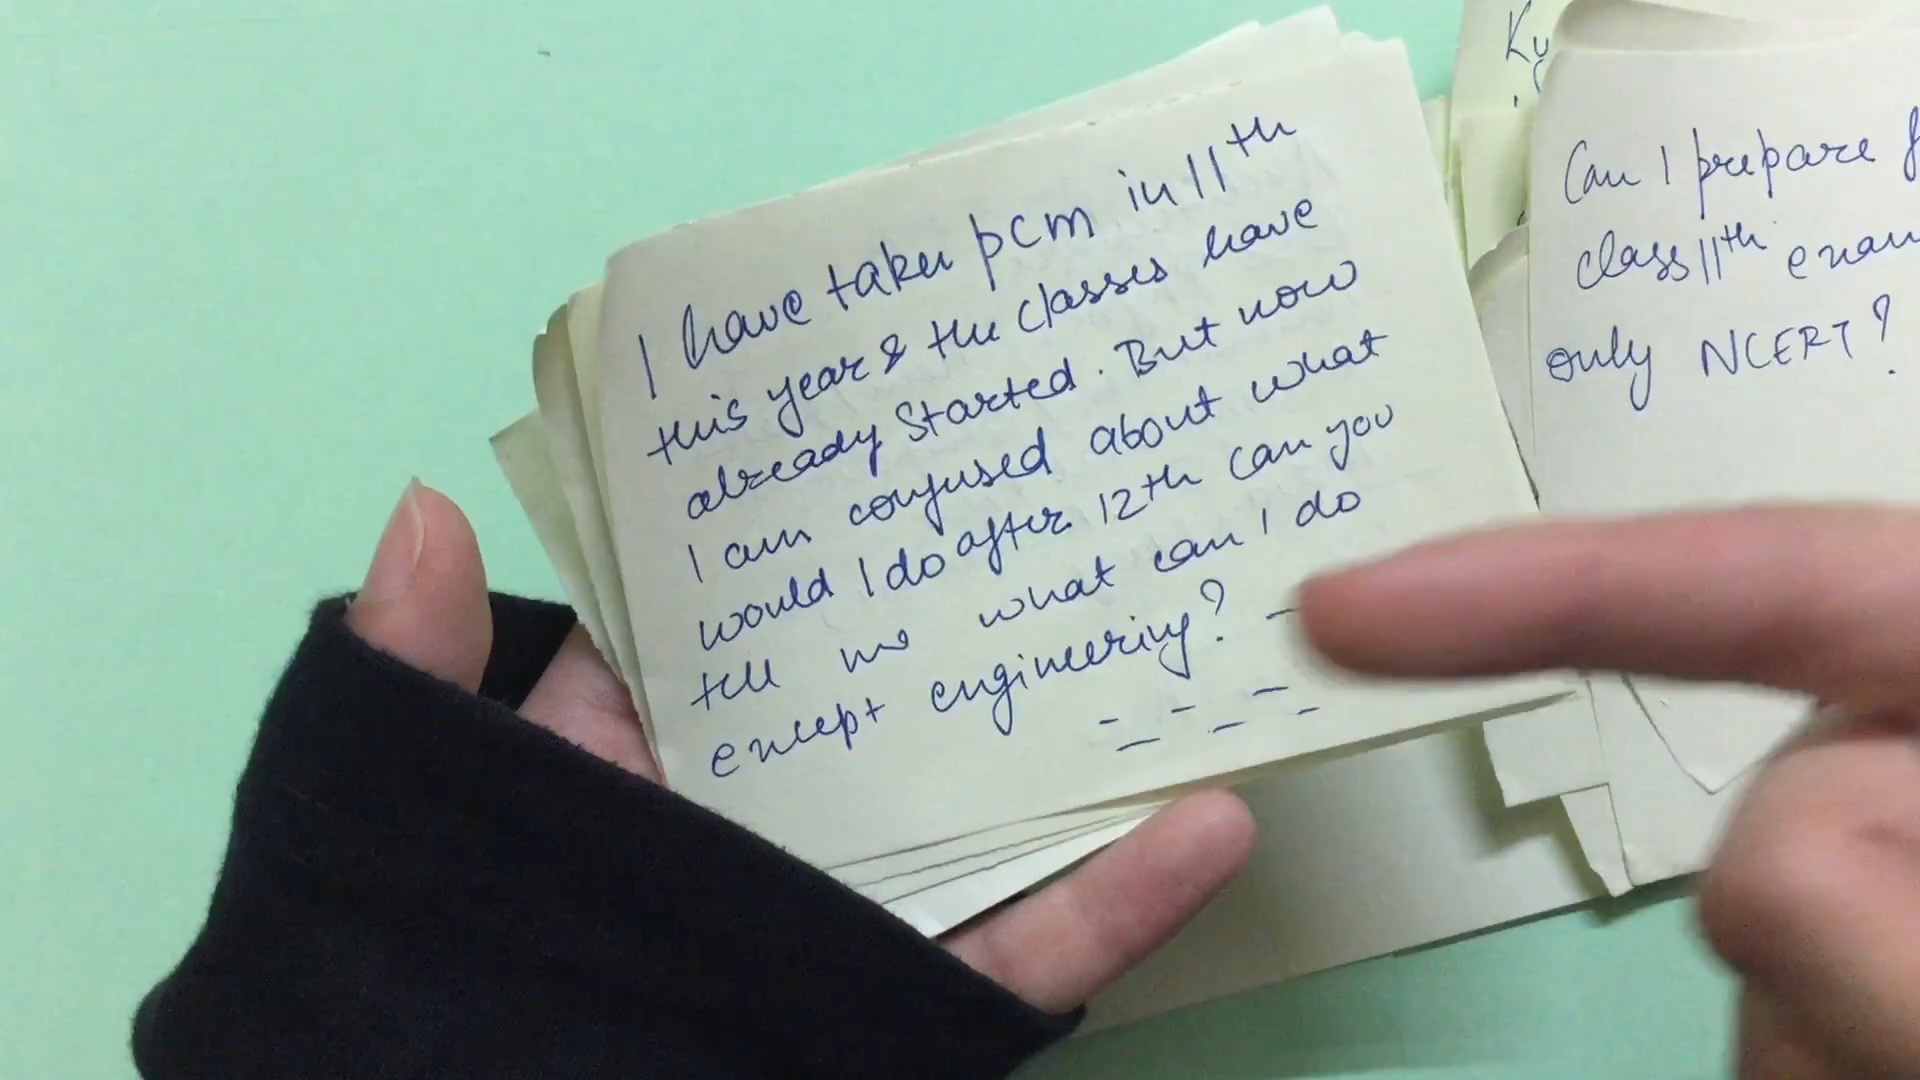 I have taken pcm in 11th
this year & the classes have
already started. But now
I am confused about what
would I do after 12th can you
tell me what can I do
except engineering?
Ku
Can I prepare f
class 11th exam
only NCERT?